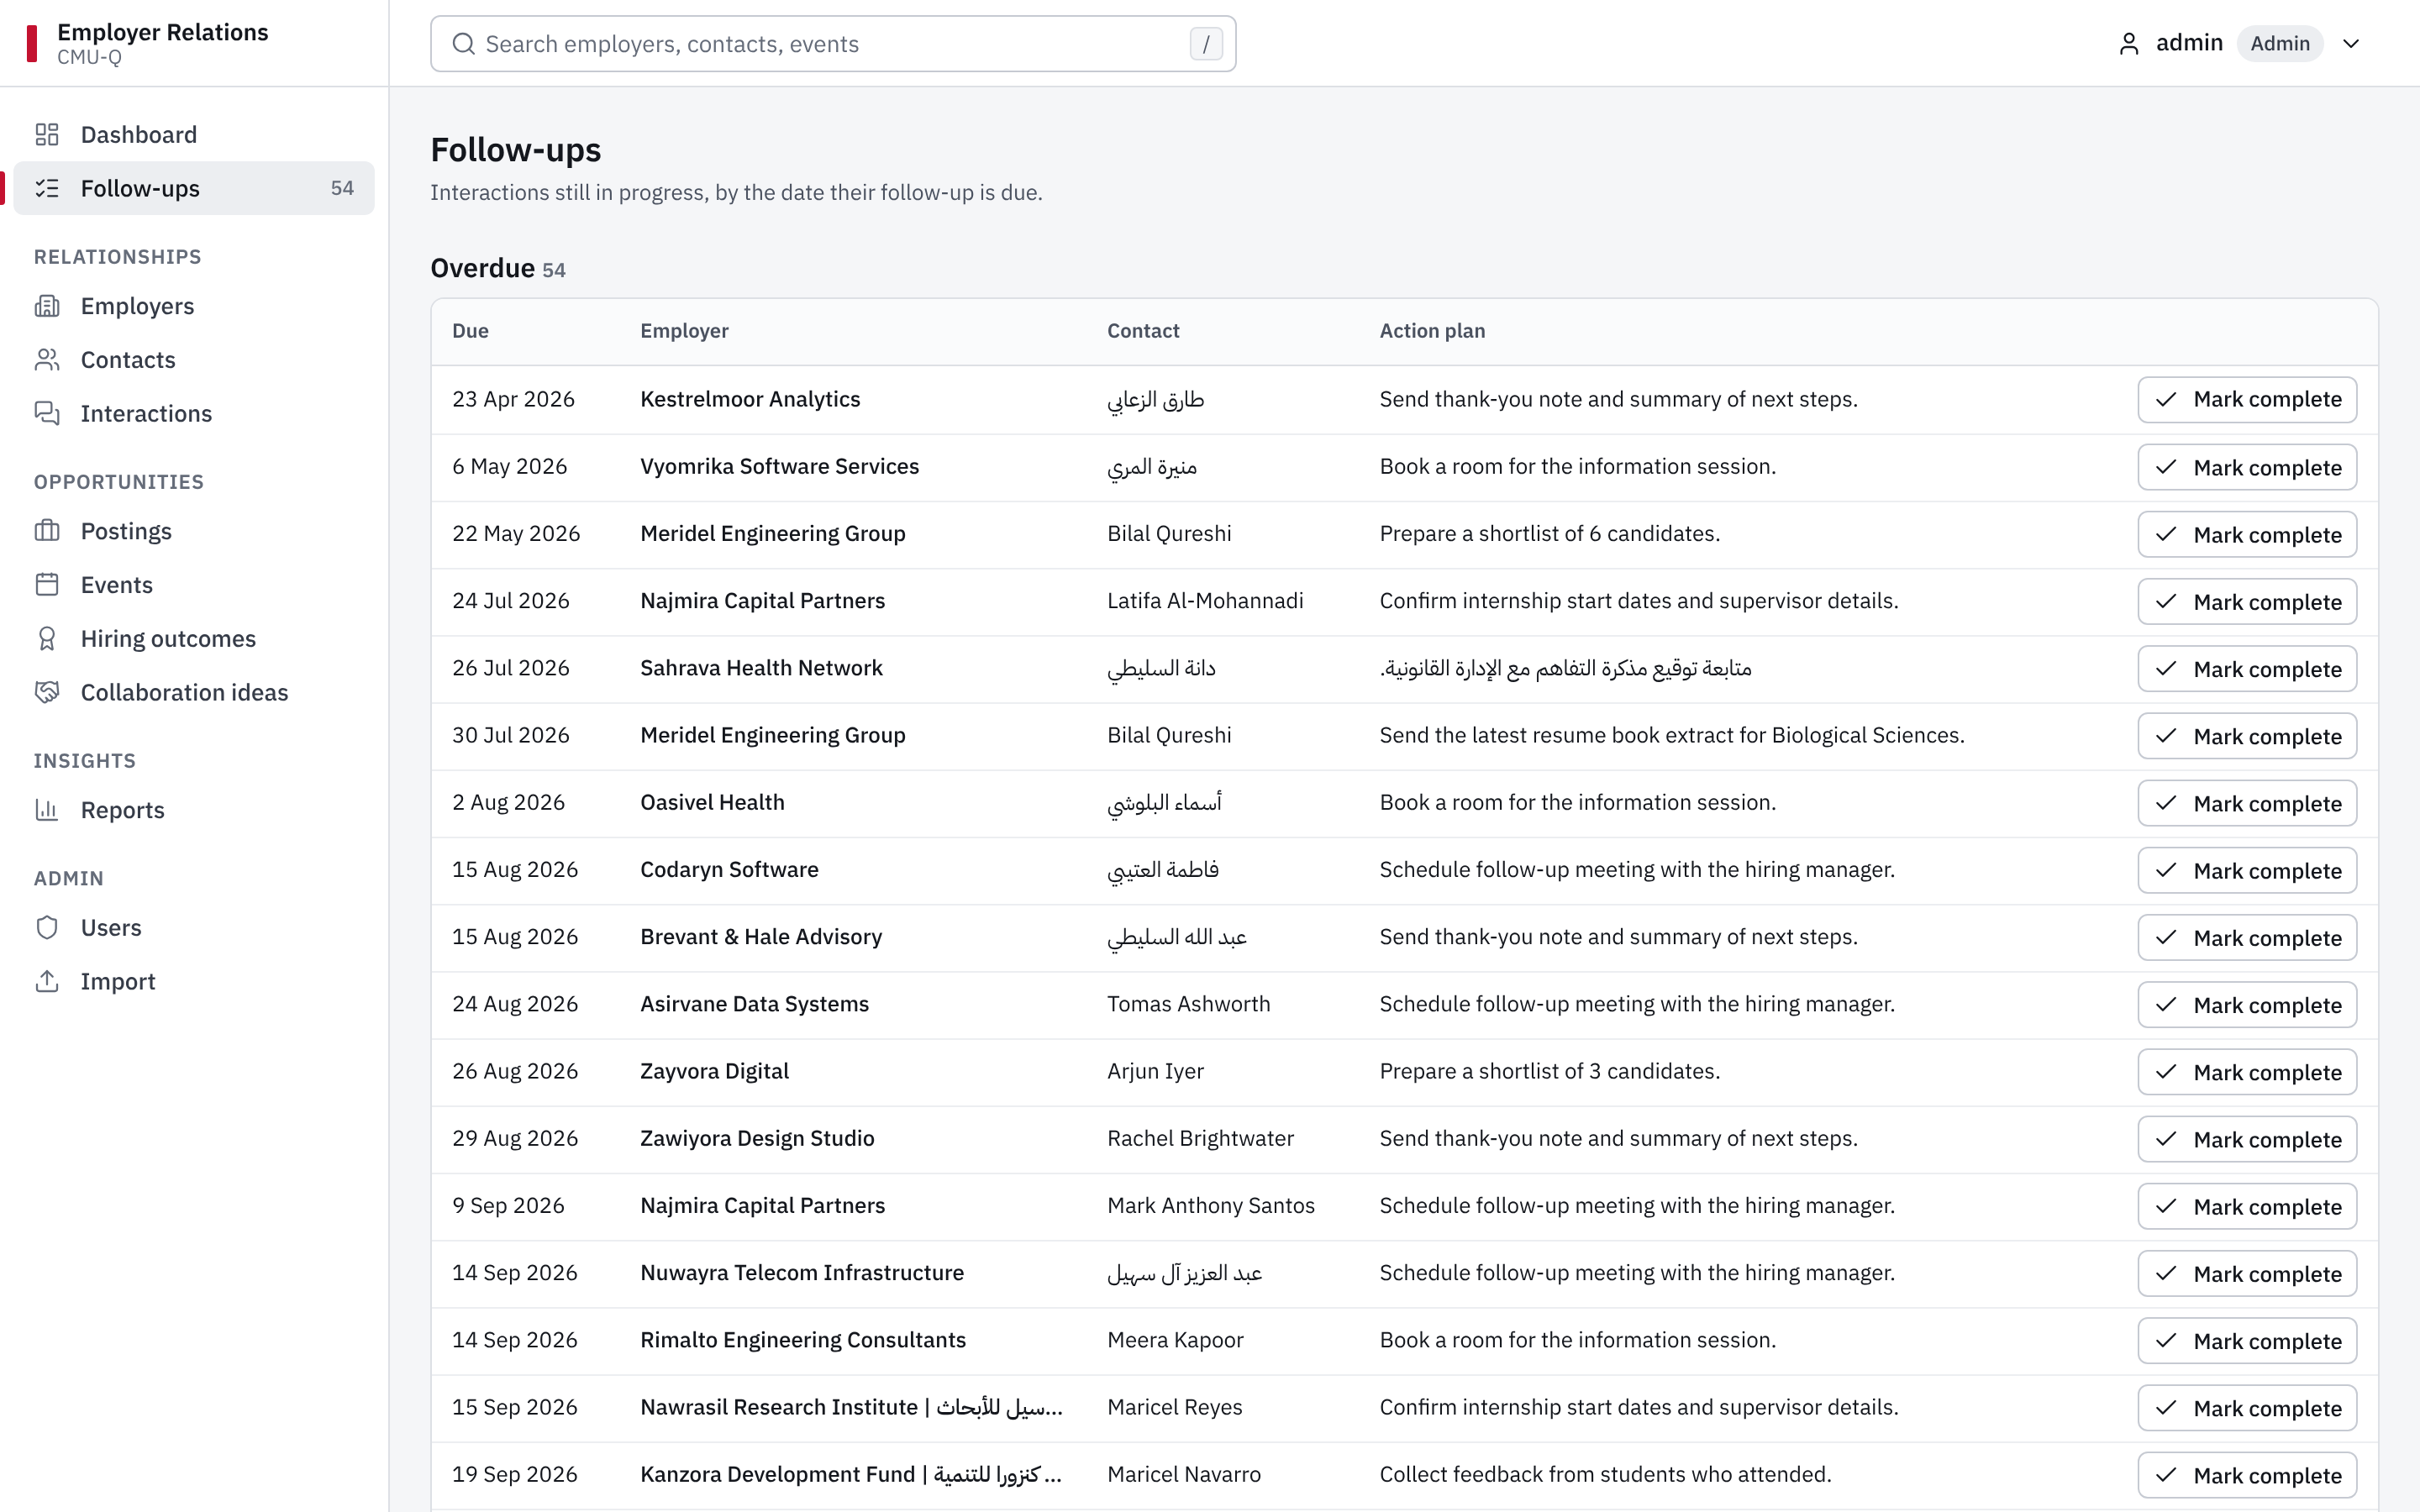 Employer Relations
CMU-Q
Search employers, contacts, events /
admin Admin
Dashboard
Follow-ups 54
RELATIONSHIPS
Employers
Contacts
Interactions
OPPORTUNITIES
Postings
Events
Hiring outcomes
Collaboration ideas
INSIGHTS
Reports
ADMIN
Users
Import
Follow-ups
Interactions still in progress, by the date their follow-up is due.
Overdue 54
Due Employer Contact Action plan
23 Apr 2026 Kestrelmoor Analytics طارق الزعابي Send thank-you note and summary of next steps. Mark complete
6 May 2026 Vyomrika Software Services منيرة المري Book a room for the information session. Mark complete
22 May 2026 Meridel Engineering Group Bilal Qureshi Prepare a shortlist of 6 candidates. Mark complete
24 Jul 2026 Najmira Capital Partners Latifa Al-Mohannadi Confirm internship start dates and supervisor details. Mark complete
26 Jul 2026 Sahrava Health Network دانة السليطي متابعة توقيع مذكرة التفاهم مع الإدارة القانونية. Mark complete
30 Jul 2026 Meridel Engineering Group Bilal Qureshi Send the latest resume book extract for Biological Sciences. Mark complete
2 Aug 2026 Oasivel Health أسماء البلوشي Book a room for the information session. Mark complete
15 Aug 2026 Codaryn Software فاطمة العتيبي Schedule follow-up meeting with the hiring manager. Mark complete
15 Aug 2026 Brevant & Hale Advisory عبد الله السليطي Send thank-you note and summary of next steps. Mark complete
24 Aug 2026 Asirvane Data Systems Tomas Ashworth Schedule follow-up meeting with the hiring manager. Mark complete
26 Aug 2026 Zayvora Digital Arjun Iyer Prepare a shortlist of 3 candidates. Mark complete
29 Aug 2026 Zawiyora Design Studio Rachel Brightwater Send thank-you note and summary of next steps. Mark complete
9 Sep 2026 Najmira Capital Partners Mark Anthony Santos Schedule follow-up meeting with the hiring manager. Mark complete
14 Sep 2026 Nuwayra Telecom Infrastructure عبد العزيز آل سهيل Schedule follow-up meeting with the hiring manager. Mark complete
14 Sep 2026 Rimalto Engineering Consultants Meera Kapoor Book a room for the information session. Mark complete
15 Sep 2026 Nawrasil Research Institute | سيل للأبحاث... Maricel Reyes Confirm internship start dates and supervisor details. Mark complete
19 Sep 2026 Kanzora Development Fund | كنزورا للتنمية ... Maricel Navarro Collect feedback from students who attended. Mark complete